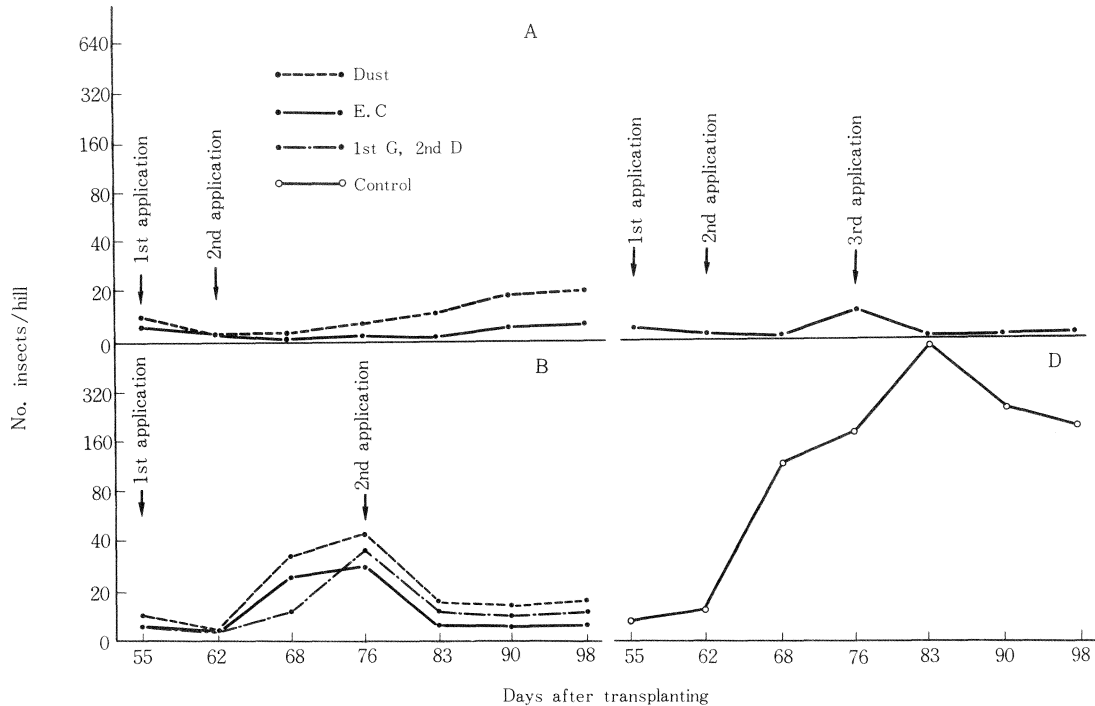 A
640
320
160
80
40
20
0
Dust
E.C
1st G, 2nd D
Control
1st application
2nd application
1st application
2nd application
3rd application
No. insects/hill
B
320
160
80
40
20
0
1st application
2nd application
D
55 62 68 76 83 90 98
55 62 68 76 83 90 98
Days after transplanting